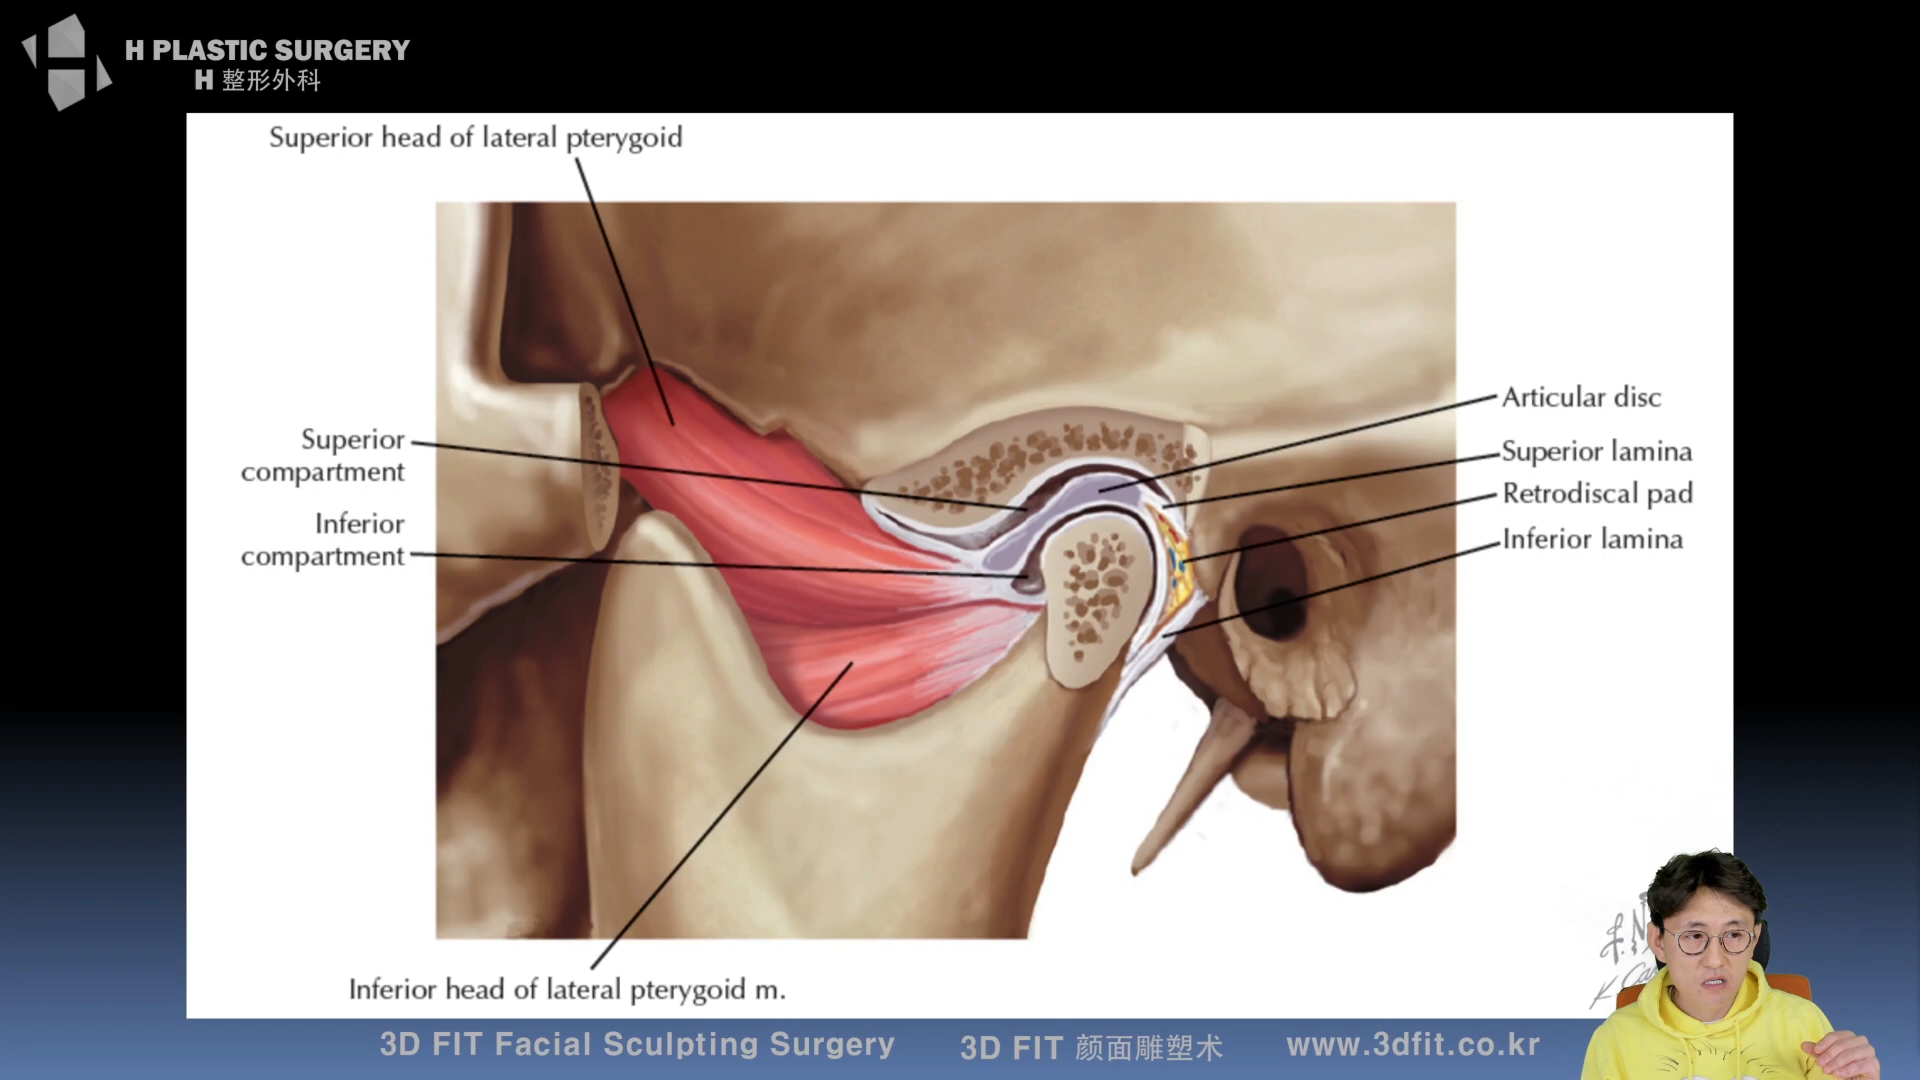 H PLASTIC SURGERY
H 整形外科
Superior head of lateral pterygoid
Superior
compartment
Inferior
compartment
Articular disc
Superior lamina
Retrodiscal pad
Inferior lamina
Inferior head of lateral pterygoid m.
3D FIT Facial Sculpting Surgery
3D FIT 颜面雕塑术
www.3dfit.co.kr